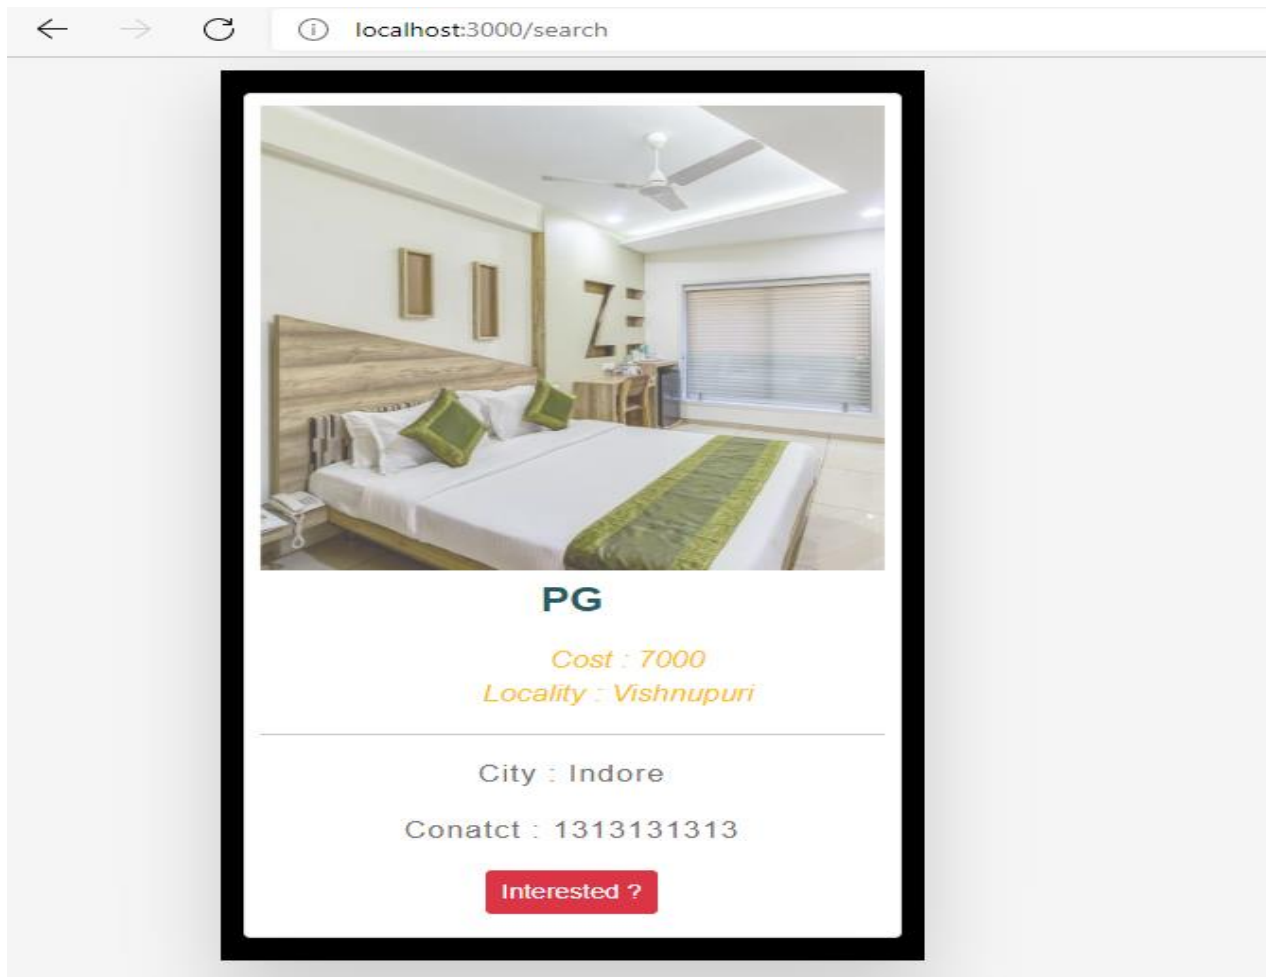 localhost:3000/search
PG
Cost : 7000
Locality : Vishnupuri
City : Indore
Conatct : 1313131313
Interested ?